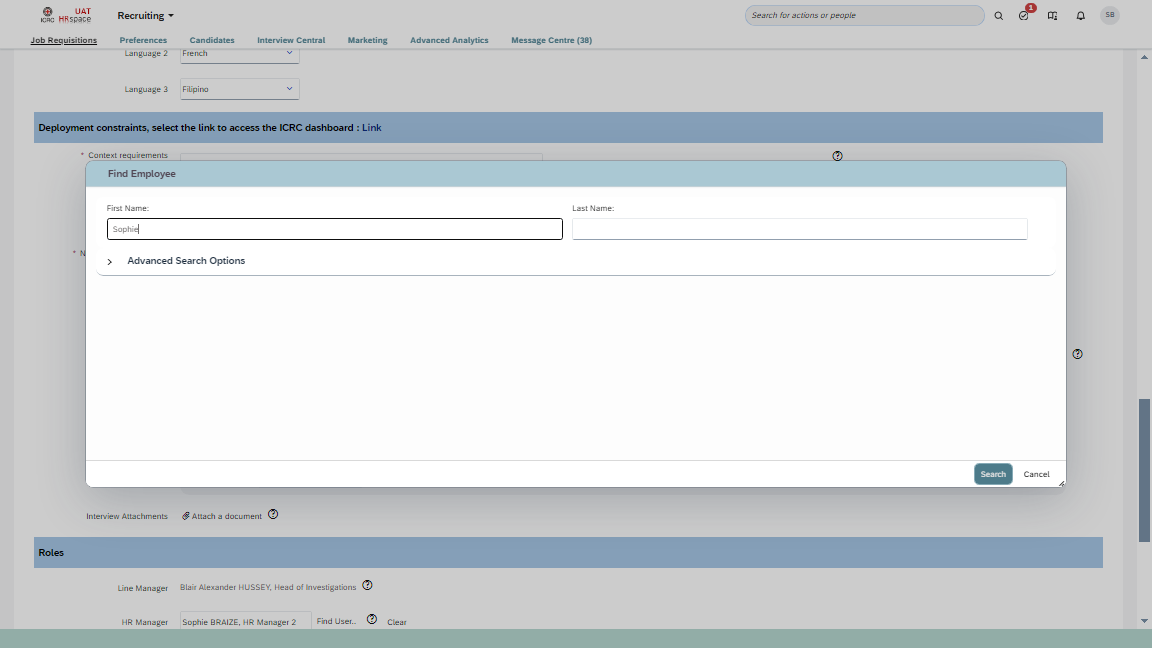 ICRC UAT HRspace
Recruiting
Search for actions or people
1
SB
Job Requisitions Preferences Candidates Interview Central Marketing Advanced Analytics Message Centre (38)
Language 2 French
Language 3 Filipino
Deployment constraints, select the link to access the ICRC dashboard : Link
* Context requirements
Find Employee
First Name: Last Name:
Sophie
* N
Advanced Search Options
Search Cancel
Interview Attachments Attach a document
Roles
Line Manager Blair Alexander HUSSEY, Head of Investigations
HR Manager Sophie BRAIZE, HR Manager 2 Find User.. Clear